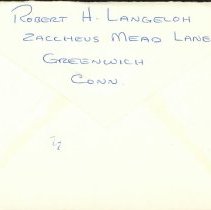 Robert H. Langeloh
Zaccheus Mead Lane
Greenwich
Conn.